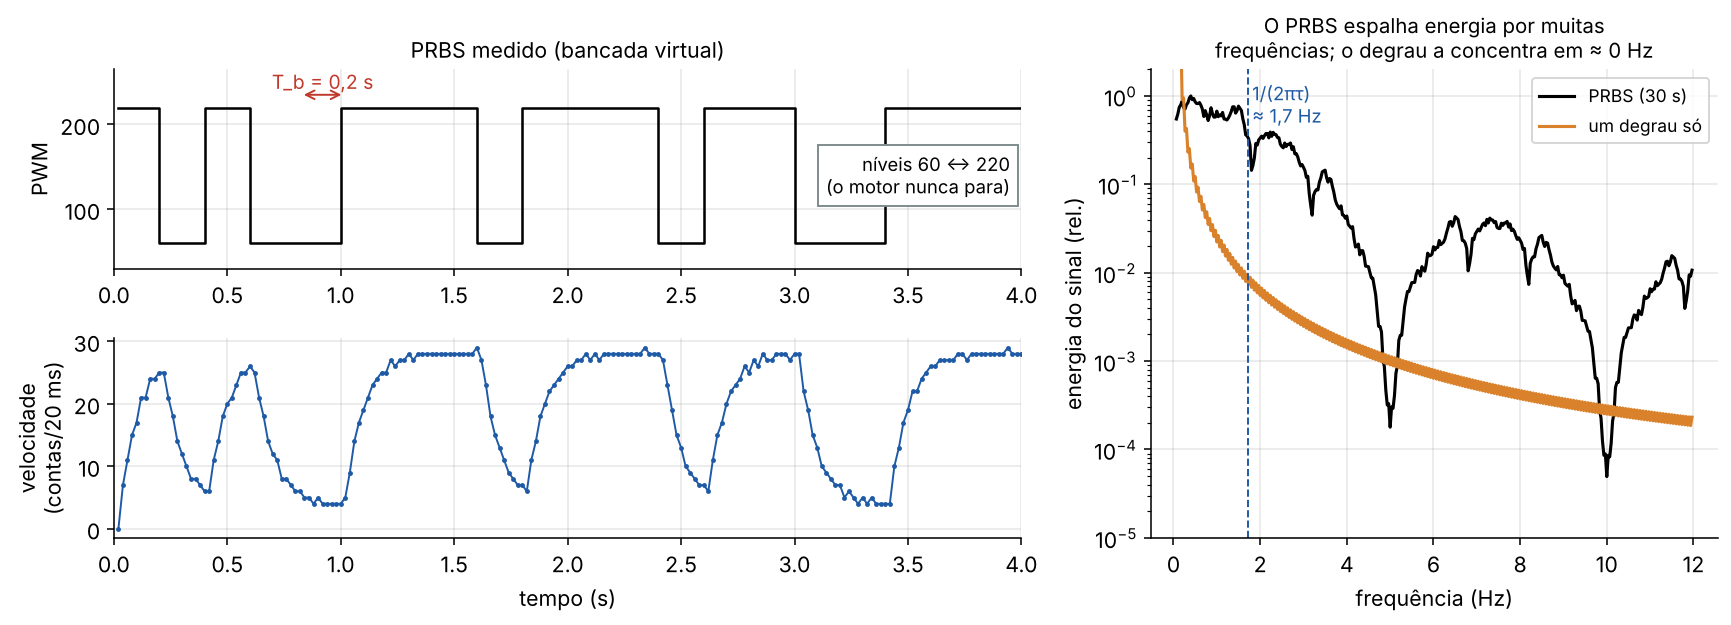 PRBS medido (bancada virtual)
T_b = 0,2 s
PWM
200
100
níveis 60 ↔ 220
(o motor nunca para)
0.0 0.5 1.0 1.5 2.0 2.5 3.0 3.5 4.0
velocidade
(contas/20 ms)
30
20
10
0
0.0 0.5 1.0 1.5 2.0 2.5 3.0 3.5 4.0
tempo (s)
O PRBS espalha energia por muitas
frequências; o degrau a concentra em ≈ 0 Hz
energia do sinal (rel.)
10⁰
10⁻¹
10⁻²
10⁻³
10⁻⁴
10⁻⁵
1/(2πτ)
≈ 1,7 Hz
PRBS (30 s)
um degrau só
0 2 4 6 8 10 12
frequência (Hz)